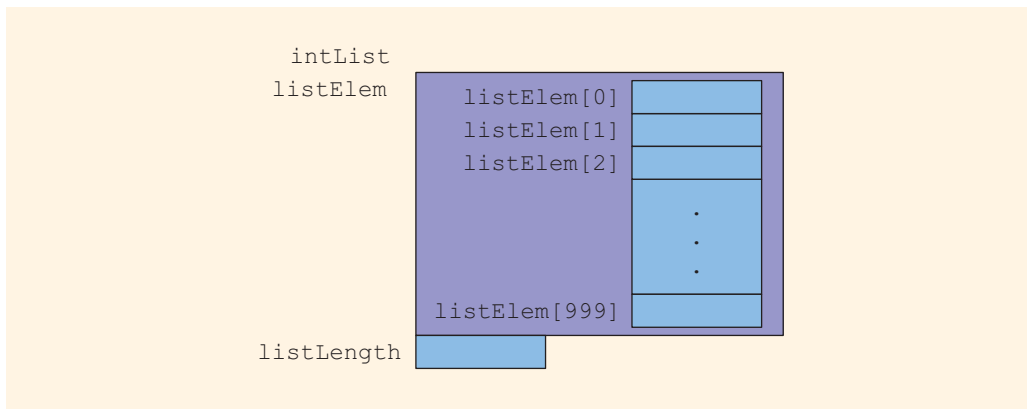 intList
listElem
listElem[0]
listElem[1]
listElem[2]
.
.
.
listElem[999]
listLength